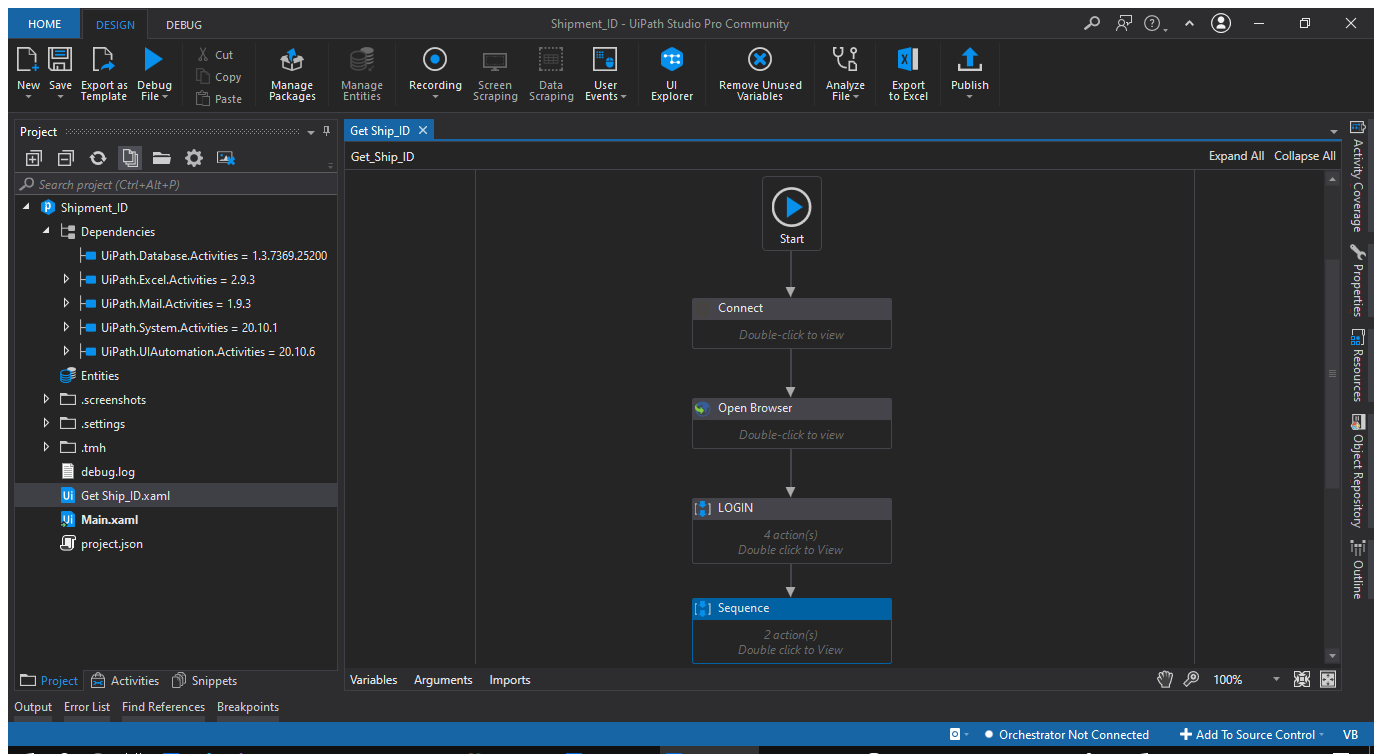 HOME
DESIGN
DEBUG
Shipment_ID - UiPath Studio Pro Community
New
Save
Export as
Template
Debug
File
Cut
Copy
Paste
Manage
Packages
Manage
Entities
Recording
Screen
Scraping
Data
Scraping
User
Events
UI
Explorer
Remove Unused
Variables
Analyze
File
Export
to Excel
Publish
Project
Search project (Ctrl+Alt+P)
Shipment_ID
Dependencies
UiPath.Database.Activities = 1.3.7369.25200
UiPath.Excel.Activities = 2.9.3
UiPath.Mail.Activities = 1.9.3
UiPath.System.Activities = 20.10.1
UiPath.UIAutomation.Activities = 20.10.6
Entities
.screenshots
.settings
.tmh
debug.log
Get Ship_ID.xaml
Main.xaml
project.json
Project
Activities
Snippets
Get Ship_ID
Get_Ship_ID
Expand All
Collapse All
Start
Connect
Double-click to view
Open Browser
Double-click to view
LOGIN
4 action(s)
Double click to View
Sequence
2 action(s)
Double click to View
Variables
Arguments
Imports
100%
Activity Coverage
Properties
Resources
Object Repository
Outline
Output
Error List
Find References
Breakpoints
Orchestrator Not Connected
Add To Source Control
VB